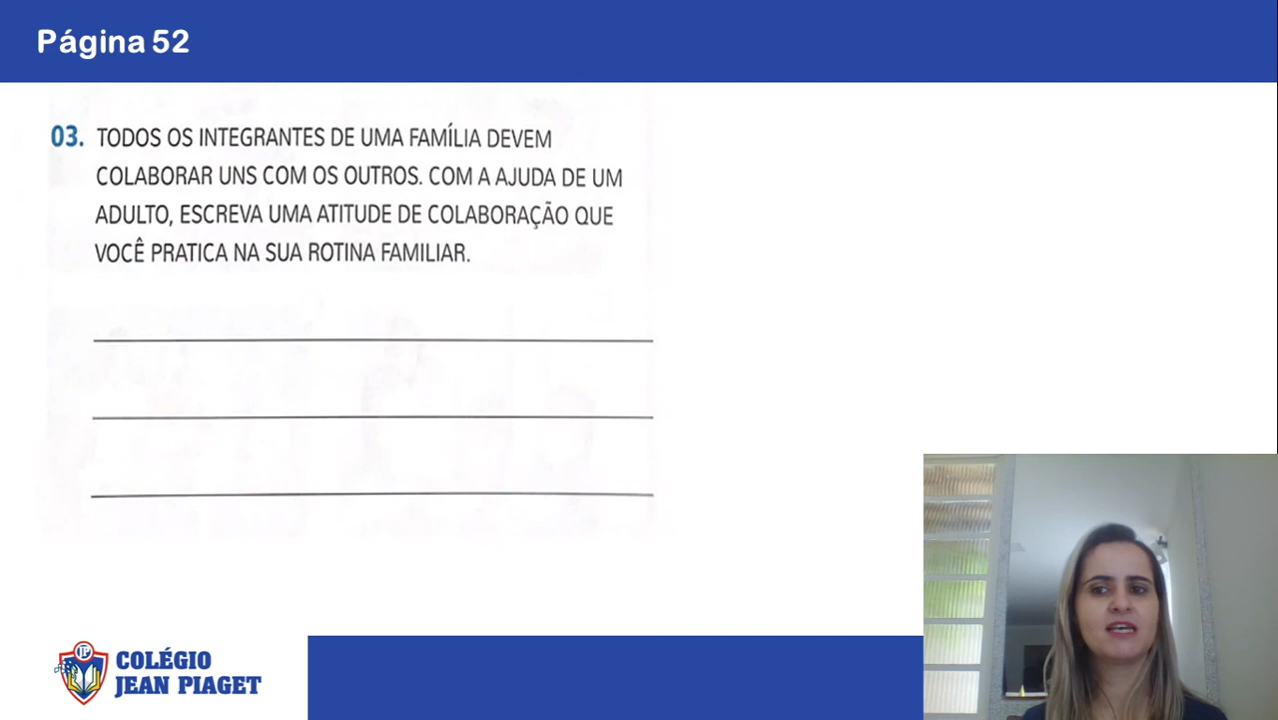 Página 52
03. TODOS OS INTEGRANTES DE UMA FAMÍLIA DEVEM
COLABORAR UNS COM OS OUTROS. COM A AJUDA DE UM
ADULTO, ESCREVA UMA ATITUDE DE COLABORAÇÃO QUE
VOCÊ PRATICA NA SUA ROTINA FAMILIAR.
COLÉGIO
JEAN PIAGET